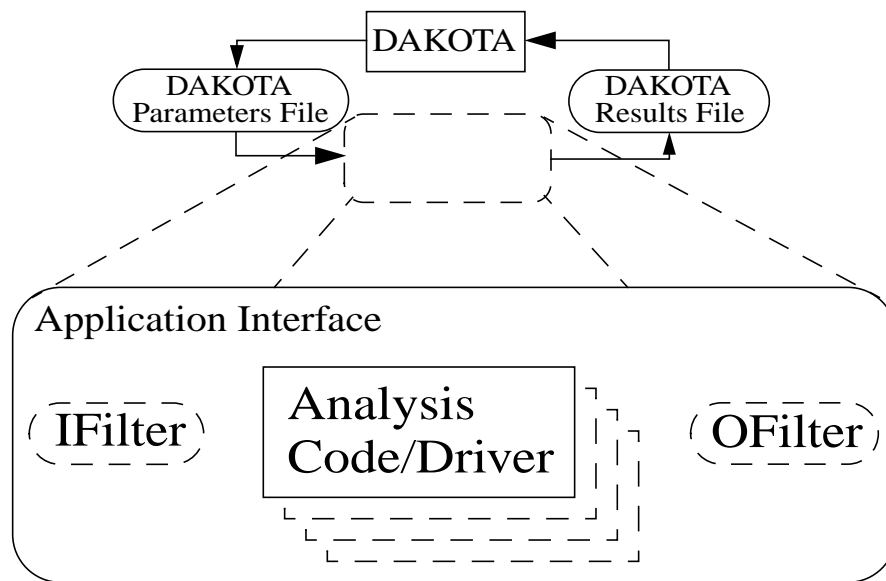 DAKOTA
DAKOTA
Parameters File
DAKOTA
Results File
Application Interface
IFilter
Analysis
Code/Driver
OFilter